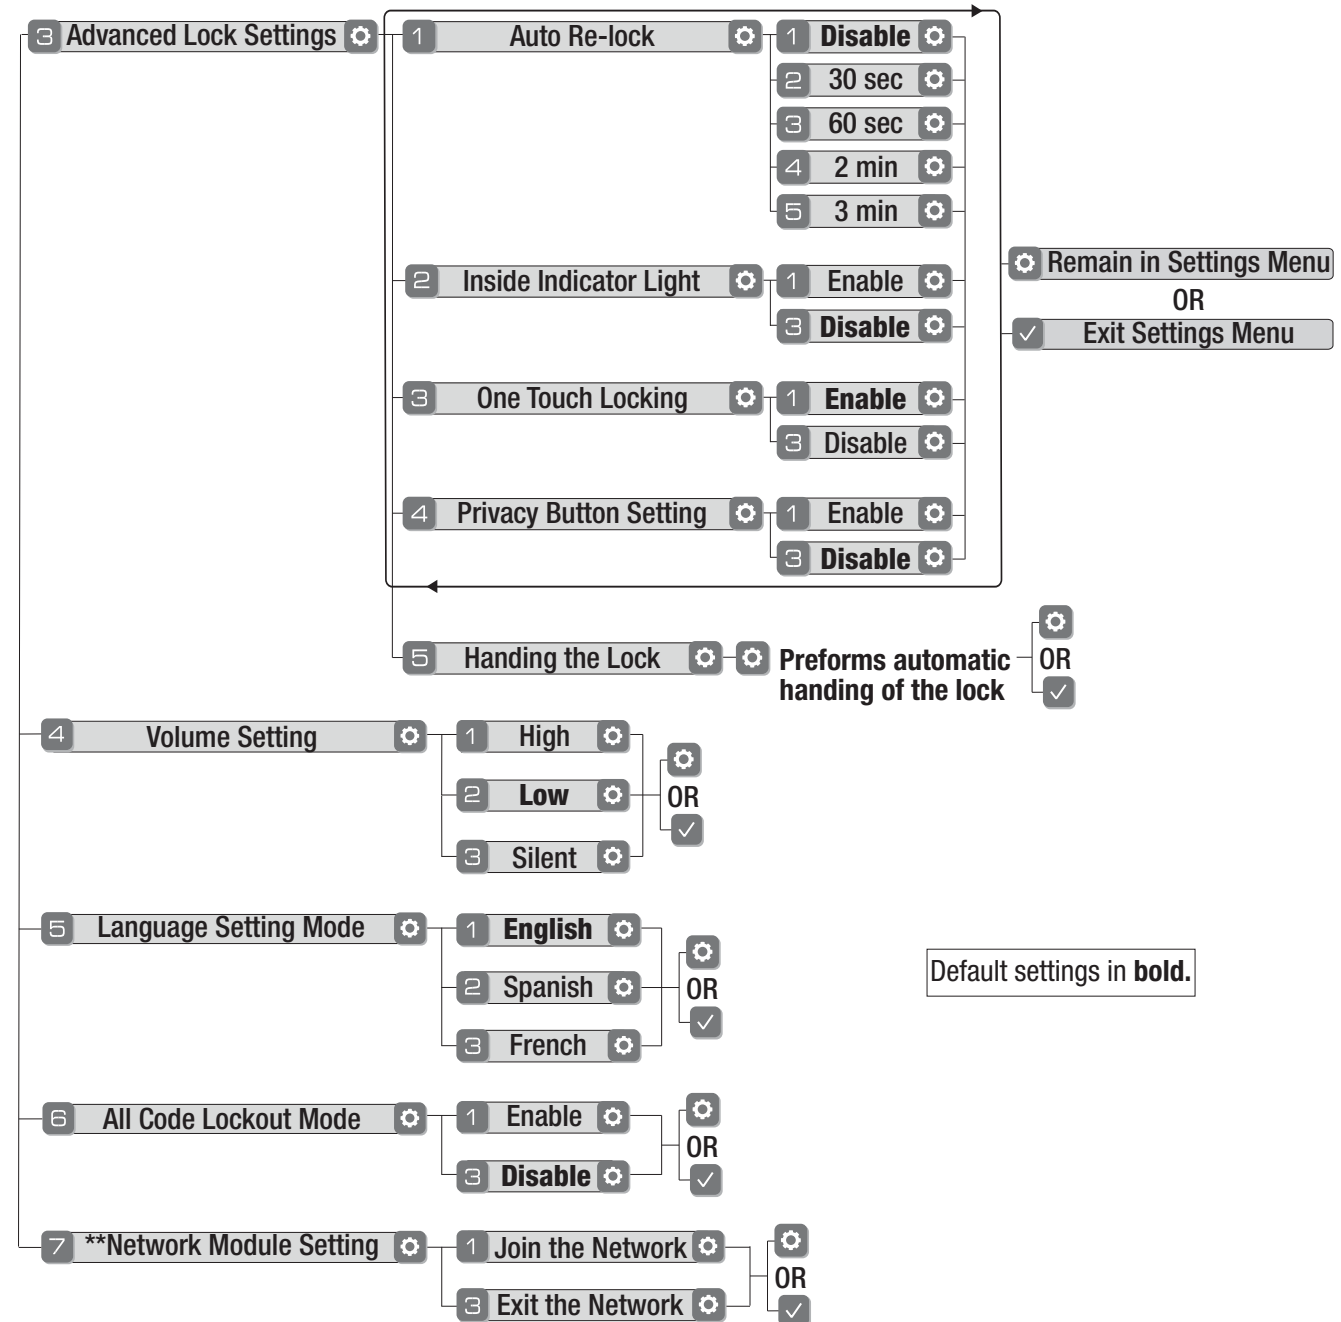 3 Advanced Lock Settings
1 Auto Re-lock
1 Disable
2 30 sec
3 60 sec
4 2 min
5 3 min
2 Inside Indicator Light
1 Enable
3 Disable
3 One Touch Locking
1 Enable
3 Disable
4 Privacy Button Setting
1 Enable
3 Disable
Remain in Settings Menu
OR
Exit Settings Menu
5 Handing the Lock
Preforms automatic
handing of the lock
OR
4 Volume Setting
1 High
2 Low
3 Silent
OR
5 Language Setting Mode
1 English
2 Spanish
3 French
OR
Default settings in bold.
6 All Code Lockout Mode
1 Enable
3 Disable
OR
7 **Network Module Setting
1 Join the Network
3 Exit the Network
OR